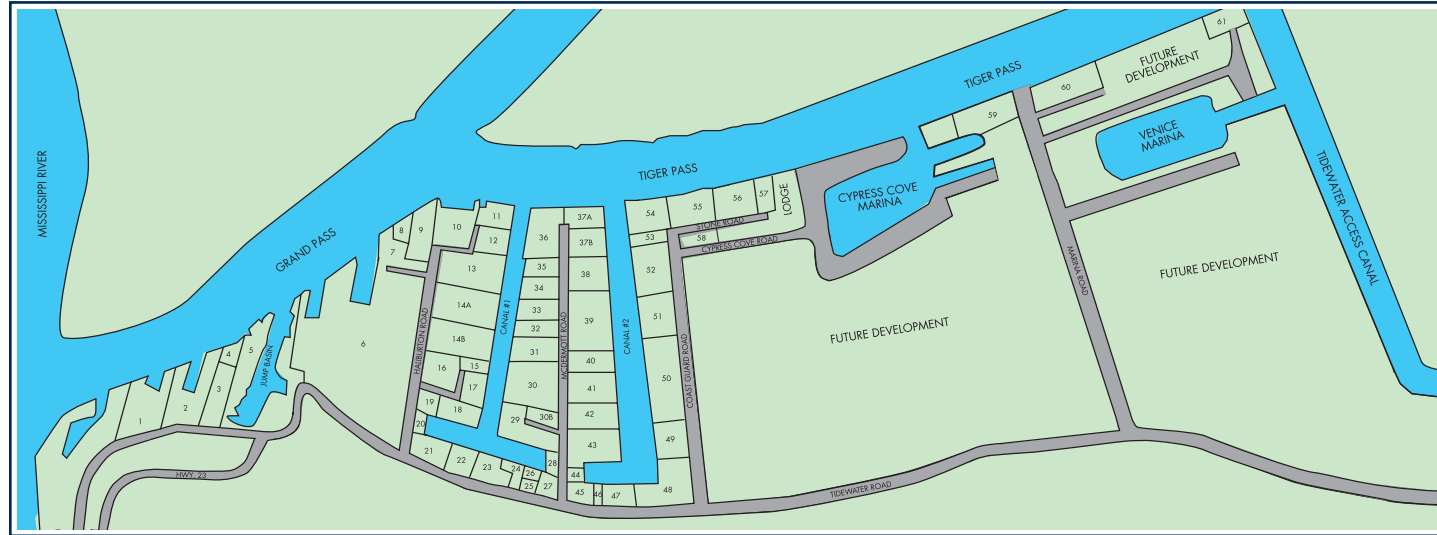 MISSISSIPPI RIVER
GRAND PASS
TIGER PASS
TIGER PASS
FUTURE
DEVELOPMENT
61
60
59
VENICE
MARINA
TIDEWATER ACCESS CANAL
CYPRESS COVE
MARINA
LODGE
57
56
55
54
STONE ROAD
53
58
CYPRESS COVE ROAD
52
51
50
49
48
COAST GUARD ROAD
CANAL #2
37A
37B
38
39
40
41
42
43
44
45
46
47
MCDERMOTT ROAD
36
35
34
33
32
31
30
30B
29
28
27
26
25
24
23
22
21
20
19
18
17
16
15
14B
14A
13
12
11
10
9
8
7
CANAL #1
HALIBURTON ROAD
6
JUMP BASIN
5
4
3
2
1
HWY. 23
TIDEWATER ROAD
MARINA ROAD
FUTURE DEVELOPMENT
FUTURE DEVELOPMENT